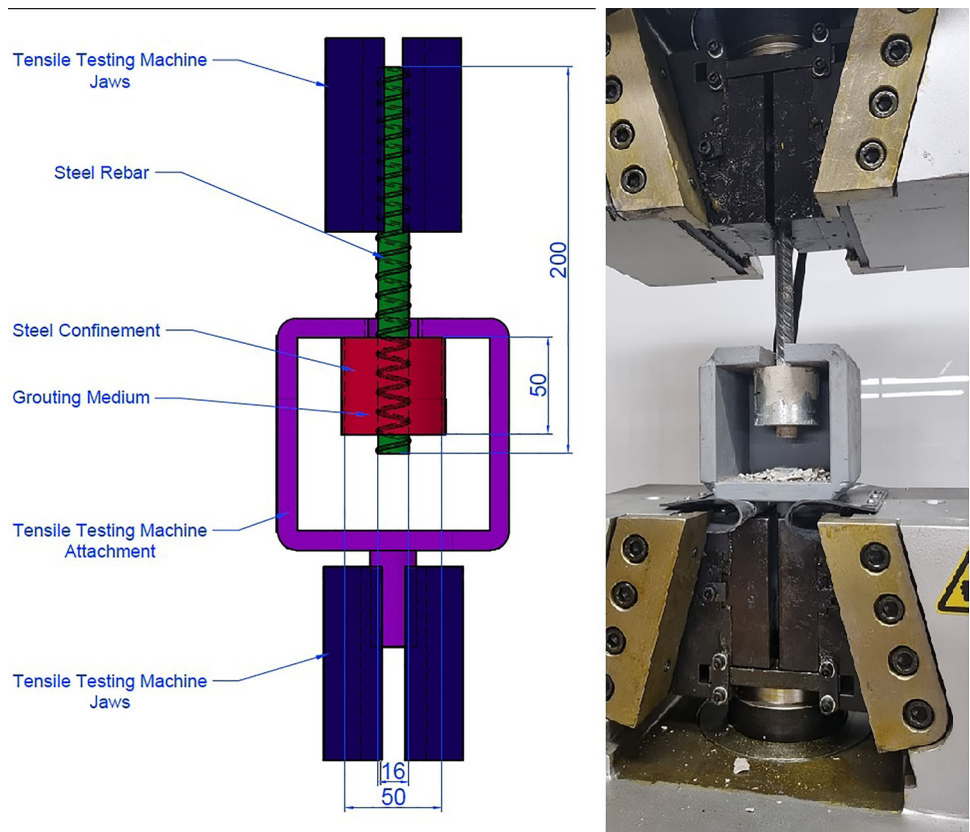 Tensile Testing Machine
Jaws
Steel Rebar
200
Steel Confinement
50
Grouting Medium
Tensile Testing Machine
Attachment
Tensile Testing Machine
Jaws
16
50